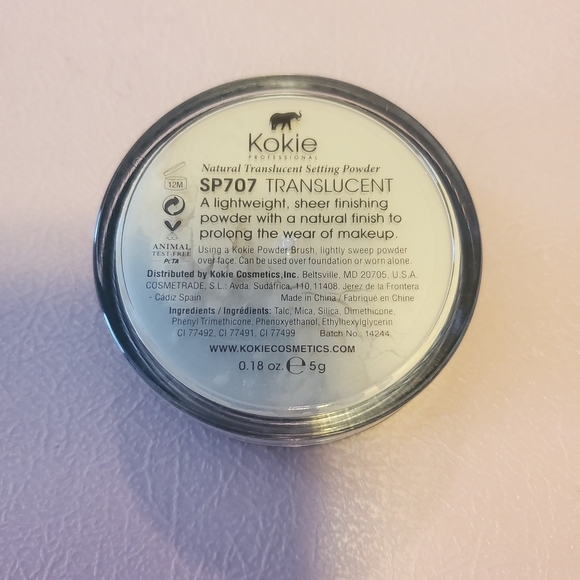 Kokie
PROFESSIONAL
Natural Translucent Setting Powder
12M
SP707 TRANSLUCENT
A lightweight, sheer finishing
powder with a natural finish to
prolong the wear of makeup.
ANIMAL
TEST-FREE
PETA
Using a Kokie Powder Brush, lightly sweep powder
over face. Can be used over foundation or worn alone.
Distributed by Kokie Cosmetics,Inc. Beltsville, MD 20705, U.S.A.
COSMETRADE, S.L.: Avda. Sudáfrica, 110,11408. Jerez de la Frontera
- Cádiz Spain Made in China / Fabriqué en Chine
Ingredients / Ingrédients: Talc, Mica, Silica, Dimethicone,
Phenyl Trimethicone, Phenoxyethanol, Ethylhexylglycerin
CI 77492, CI 77491, CI 77499 Batch No.: 14244
WWW.KOKIECOSMETICS.COM
0.18 oz. ℮ 5g